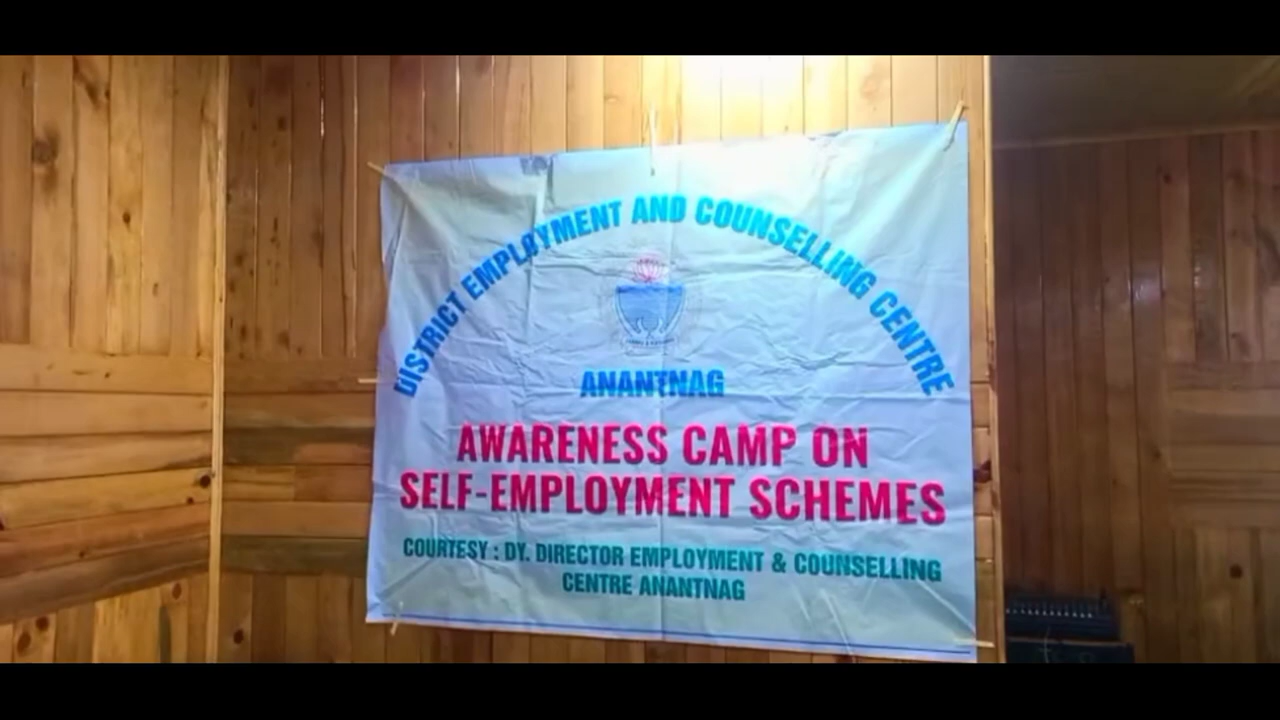 DISTRICT EMPLOYMENT AND COUNSELLING CENTRE
ANANTNAG
AWARENESS CAMP ON
SELF-EMPLOYMENT SCHEMES
COURTESY : DY. DIRECTOR EMPLOYMENT & COUNSELLING
CENTRE ANANTNAG